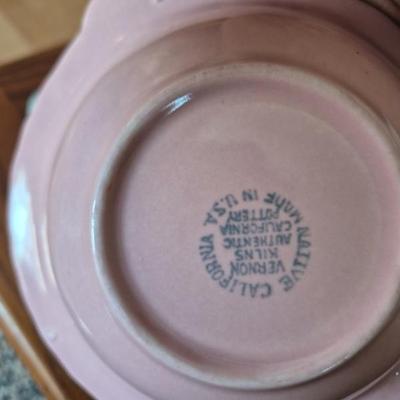 NATIVE CALIFORNIA
VERNON
KILNS
AUTHENTIC
CALIFORNIA
POTTERY
MADE IN U.S.A.